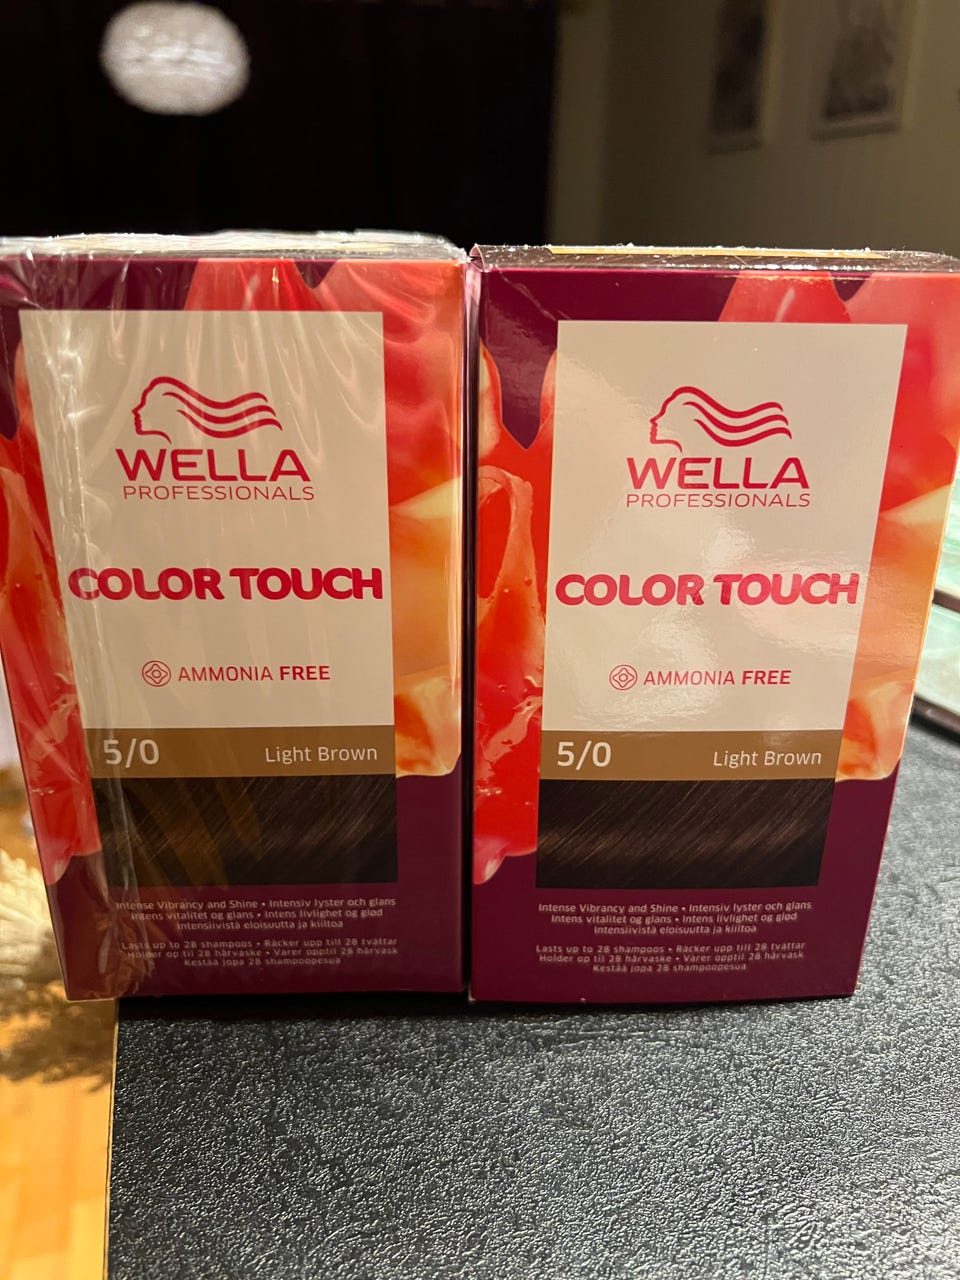 WELLA
PROFESSIONALS
COLOR TOUCH
AMMONIA FREE
5/0 Light Brown
Intense Vibrancy and Shine • Intensiv lyster och glans
Intens vitalitet og glans • Intens livlighet og glød
Intensiivistä eloisuutta ja kiiltoa
Lasts up to 28 shampoos • Räcker upp till 28 tvättar
Holder op til 28 hårvaske • Varer opptil 28 hårvask
Kestää jopa 28 shampoopesua
WELLA
PROFESSIONALS
COLOR TOUCH
AMMONIA FREE
5/0 Light Brown
Intense Vibrancy and Shine • Intensiv lyster och glans
Intens vitalitet og glans • Intens livlighet og glød
Intensiivistä eloisuutta ja kiiltoa
Lasts up to 28 shampoos • Räcker upp till 28 tvättar
Holder op til 28 hårvaske • Varer opptil 28 hårvask
Kestää jopa 28 shampoopesua